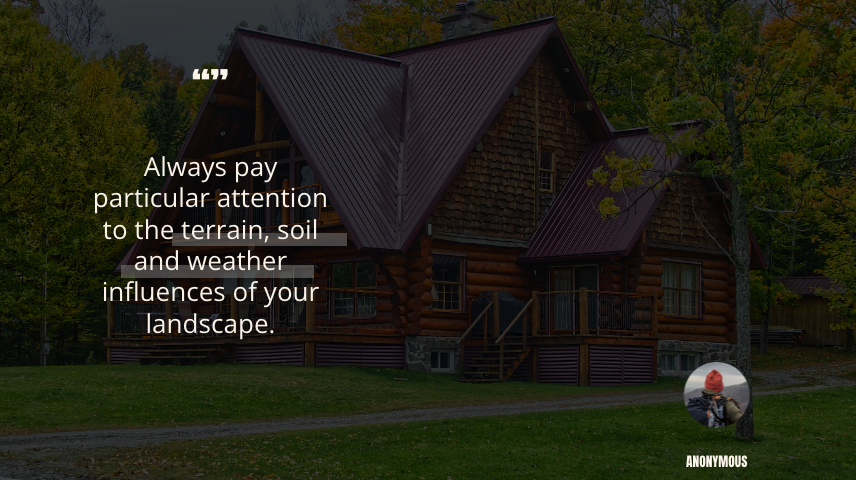 ““””
Always pay
particular attention
to the terrain, soil
and weather
influences of your
landscape.
ANONYMOUS